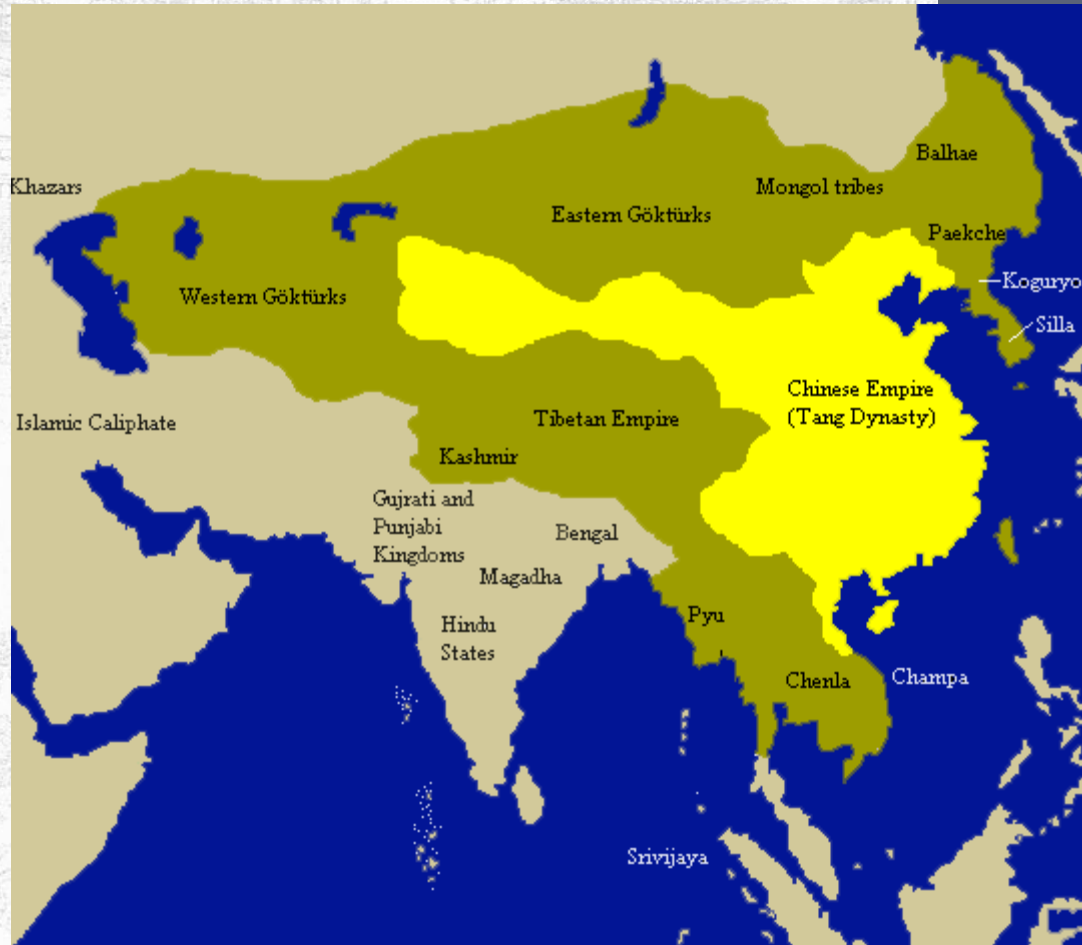 Balhae
Khazars
Mongol tribes
Eastern Göktürks
Paekche
Koguryo
Western Göktürks
Silla
Chinese Empire
(Tang Dynasty)
Islamic Caliphate
Tibetan Empire
Kashmir
Gujrati and
Punjabi
Kingdoms
Bengal
Magadha
Hindu
States
Pyu
Chenla
Champa
Srivijaya